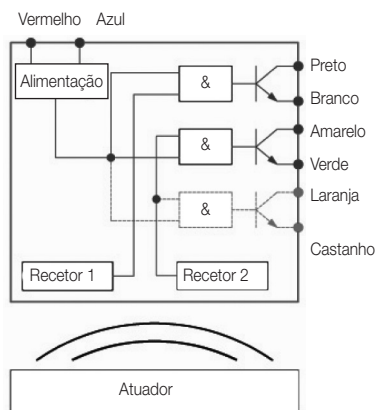 Vermelho Azul
Alimentação
&
Preto
Branco
Amarelo
&
Verde
Laranja
&
Castanho
Recetor 1
Recetor 2
Atuador